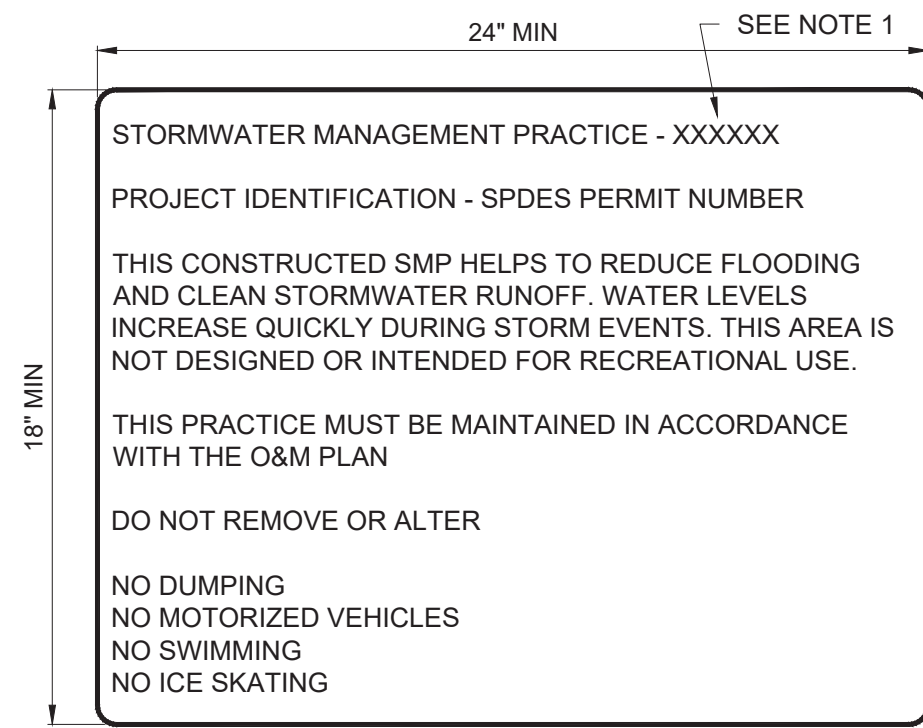 24" MIN
SEE NOTE 1
18" MIN
STORMWATER MANAGEMENT PRACTICE - XXXXXX
PROJECT IDENTIFICATION - SPDES PERMIT NUMBER
THIS CONSTRUCTED SMP HELPS TO REDUCE FLOODING
AND CLEAN STORMWATER RUNOFF. WATER LEVELS
INCREASE QUICKLY DURING STORM EVENTS. THIS AREA IS
NOT DESIGNED OR INTENDED FOR RECREATIONAL USE.
THIS PRACTICE MUST BE MAINTAINED IN ACCORDANCE
WITH THE O&M PLAN
DO NOT REMOVE OR ALTER
NO DUMPING
NO MOTORIZED VEHICLES
NO SWIMMING
NO ICE SKATING